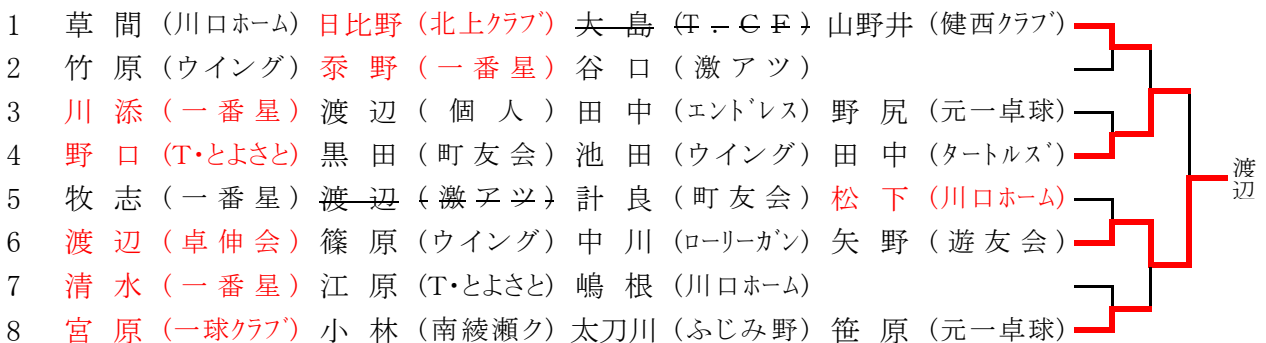 1 草間 (川口ホーム) 日比野 (北上クラブ) 大島 (T.CF) 山野井 (健西クラブ)
2 竹原 (ウイング) 泰野 (一番星) 谷口 (激アツ)
3 川添 (一番星) 渡辺 (個人) 田中 (エンドレス) 野尻 (元一卓球)
4 野口 (T・とよさと) 黒田 (町友会) 池田 (ウイング) 田中 (タートルズ)
5 牧志 (一番星) 渡辺 (激アツ) 計良 (町友会) 松下 (川口ホーム)
6 渡辺 (卓伸会) 篠原 (ウイング) 中川 (ローリーガン) 矢野 (遊友会)
7 清水 (一番星) 江原 (T・とよさと) 嶋根 (川口ホーム)
8 宮原 (一球クラブ) 小林 (南綾瀬ク) 太刀川 (ふじみ野) 笹原 (元一卓球)
渡辺